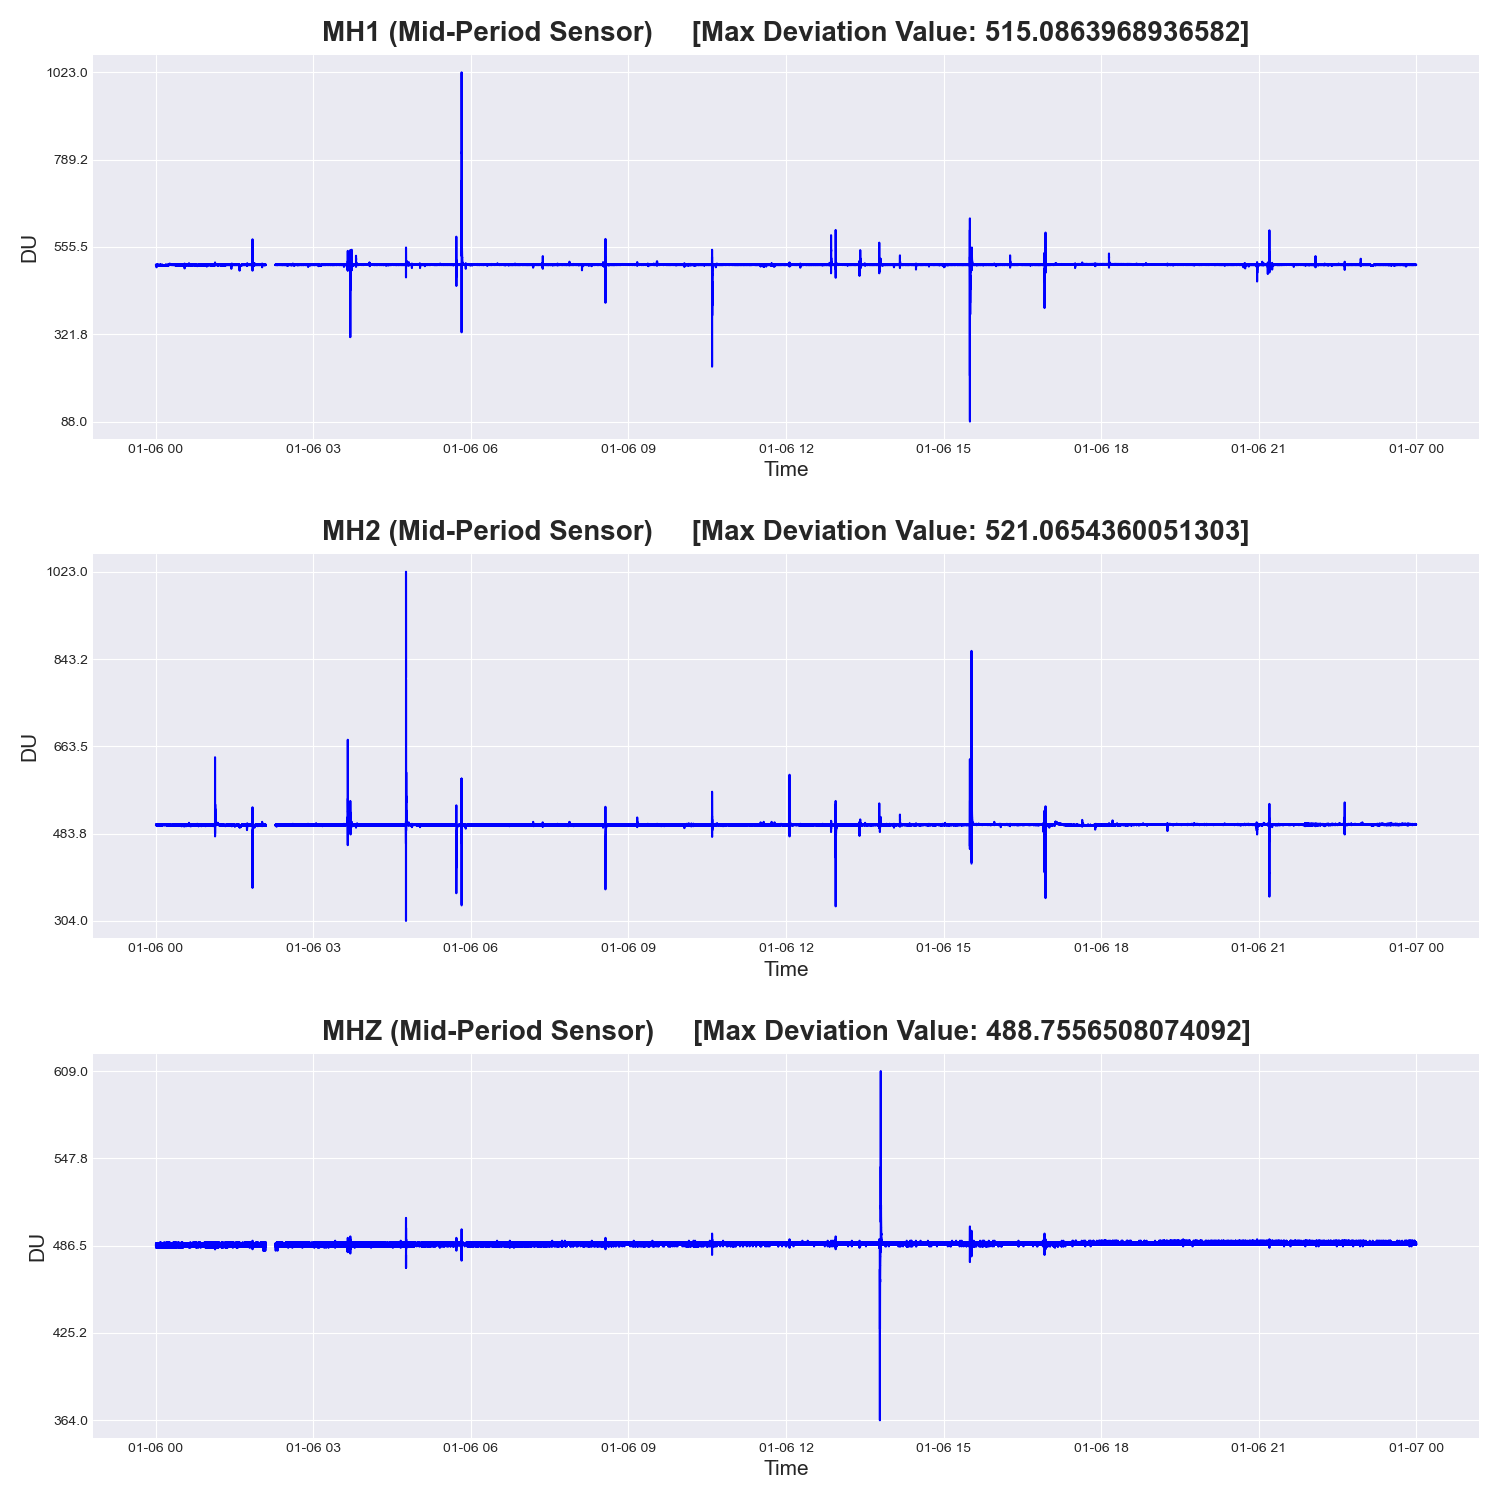 MH1 (Mid-Period Sensor) [Max Deviation Value: 515.0863968936582]
1023.0
789.2
555.5
321.8
88.0
DU
01-06 00 01-06 03 01-06 06 01-06 09 01-06 12 01-06 15 01-06 18 01-06 21 01-07 00
Time
MH2 (Mid-Period Sensor) [Max Deviation Value: 521.0654360051303]
1023.0
843.2
663.5
483.8
304.0
DU
01-06 00 01-06 03 01-06 06 01-06 09 01-06 12 01-06 15 01-06 18 01-06 21 01-07 00
Time
MHZ (Mid-Period Sensor) [Max Deviation Value: 488.7556508074092]
609.0
547.8
486.5
425.2
364.0
DU
01-06 00 01-06 03 01-06 06 01-06 09 01-06 12 01-06 15 01-06 18 01-06 21 01-07 00
Time